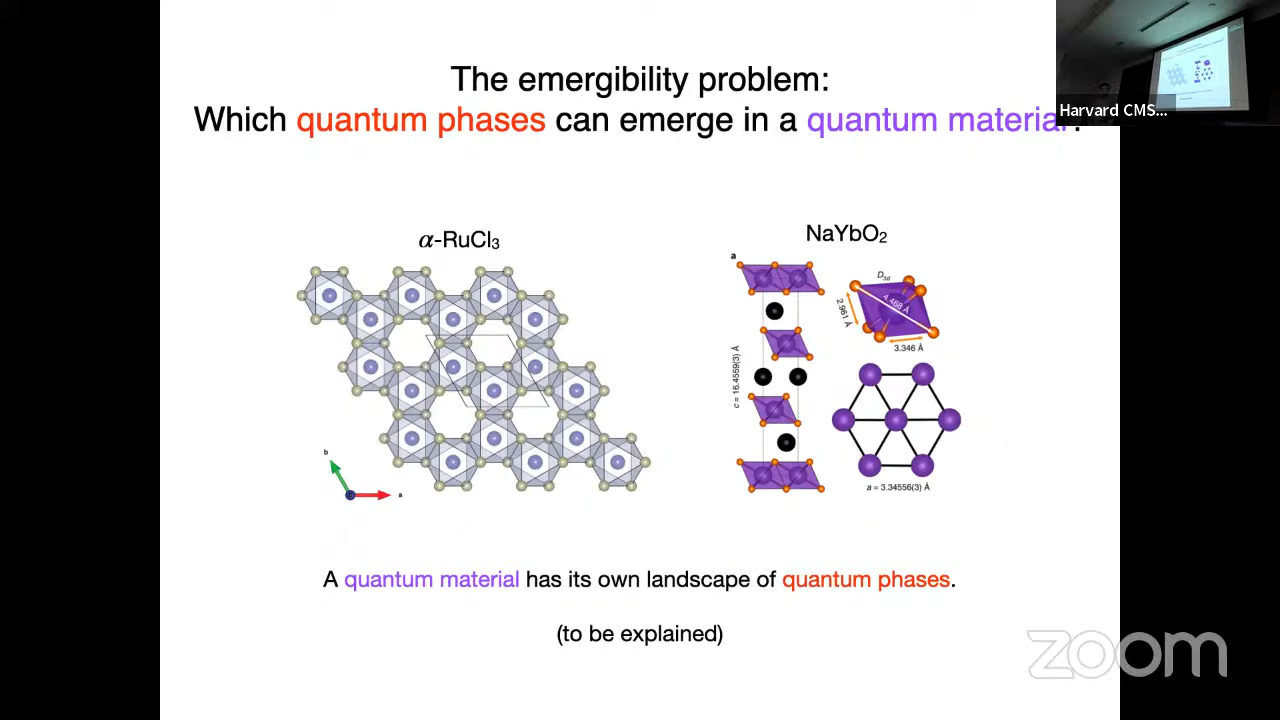 The emergibility problem:
Which quantum phases can emerge in a quantum material
Harvard CMS...
α-RuCl₃
NaYbO₂
a
D₃d
4.468 Å
2.961 Å
3.346 Å
c = 16.4559(3) Å
b
a
a = 3.34556(3) Å
A quantum material has its own landscape of quantum phases.
(to be explained)
zoom